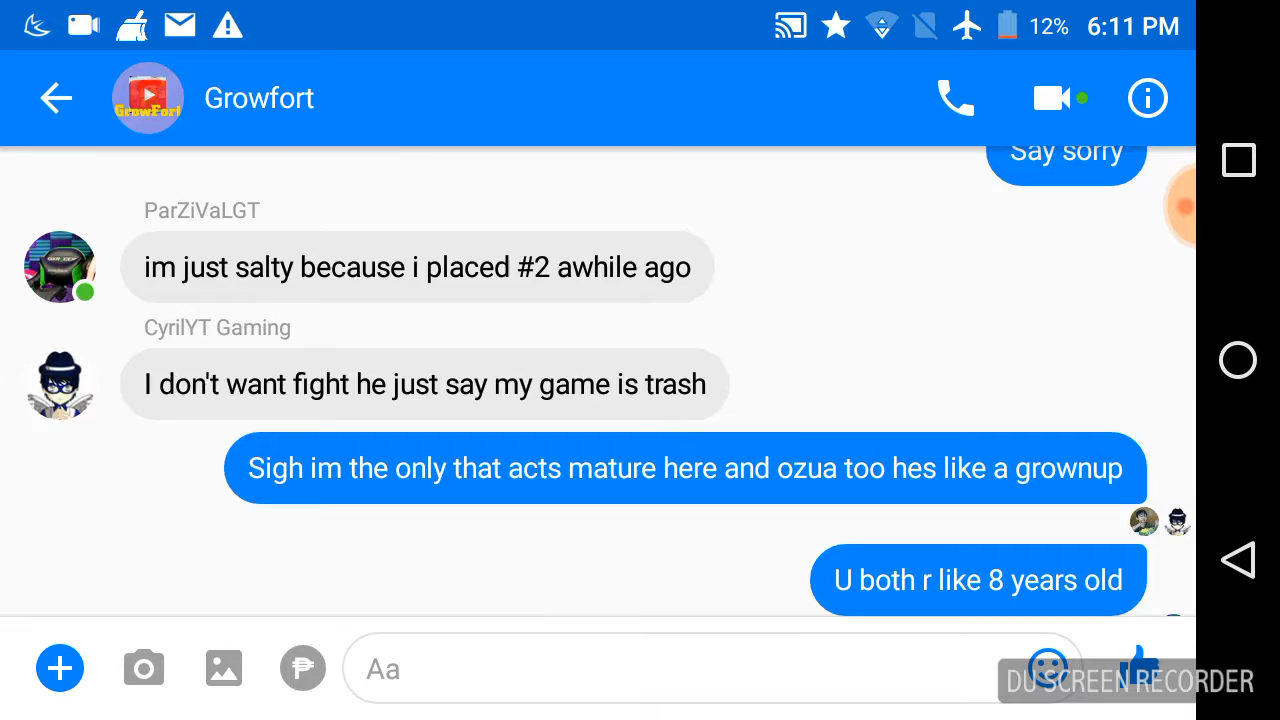 12% 6:11 PM
GrowFort
Growfort
Say sorry
ParZiVaLGT
im just salty because i placed #2 awhile ago
CyrilYT Gaming
I don't want fight he just say my game is trash
Sigh im the only that acts mature here and ozua too hes like a grownup
U both r like 8 years old
Aa
DU SCREEN RECORDER